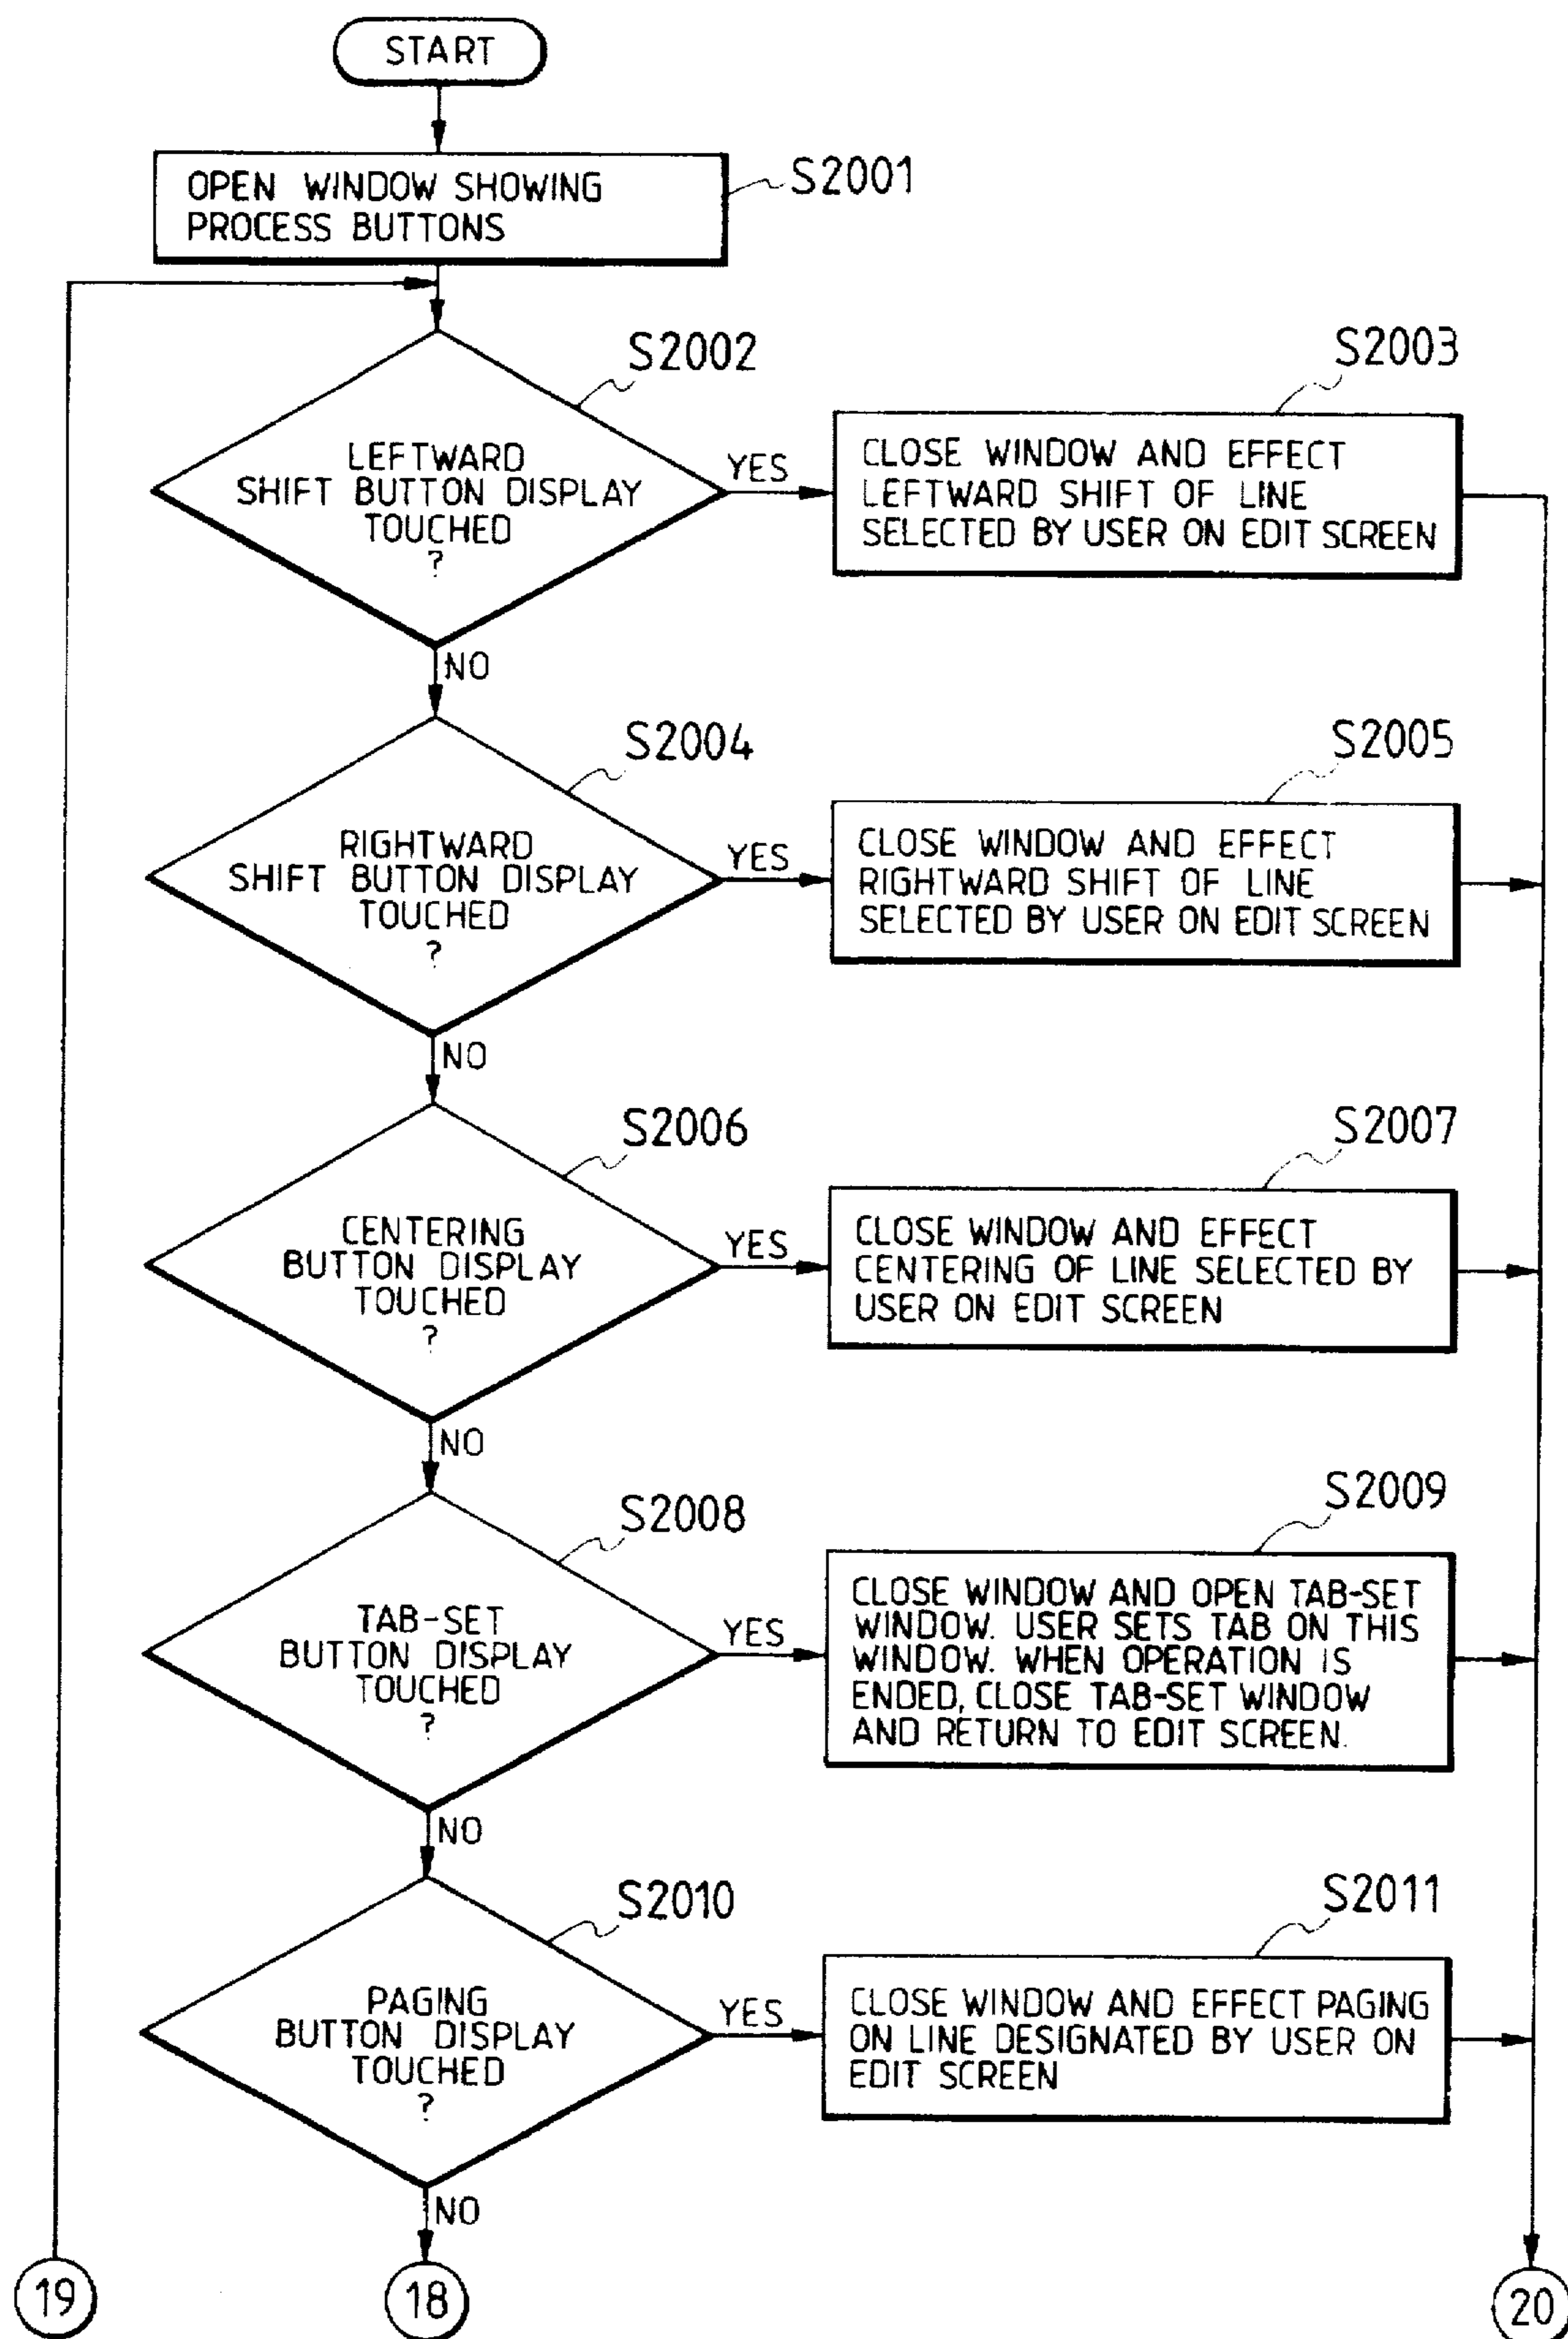 START
OPEN WINDOW SHOWING
PROCESS BUTTONS
S2001
S2002
LEFTWARD
SHIFT BUTTON DISPLAY
TOUCHED
?
YES
S2003
CLOSE WINDOW AND EFFECT
LEFTWARD SHIFT OF LINE
SELECTED BY USER ON EDIT SCREEN
NO
S2004
RIGHTWARD
SHIFT BUTTON DISPLAY
TOUCHED
?
YES
S2005
CLOSE WINDOW AND EFFECT
RIGHTWARD SHIFT OF LINE
SELECTED BY USER ON EDIT SCREEN
NO
S2006
CENTERING
BUTTON DISPLAY
TOUCHED
?
YES
S2007
CLOSE WINDOW AND EFFECT
CENTERING OF LINE SELECTED BY
USER ON EDIT SCREEN
NO
S2008
TAB-SET
BUTTON DISPLAY
TOUCHED
?
YES
S2009
CLOSE WINDOW AND OPEN TAB-SET
WINDOW. USER SETS TAB ON THIS
WINDOW. WHEN OPERATION IS
ENDED, CLOSE TAB-SET WINDOW
AND RETURN TO EDIT SCREEN.
NO
S2010
PAGING
BUTTON DISPLAY
TOUCHED
?
YES
S2011
CLOSE WINDOW AND EFFECT PAGING
ON LINE DESIGNATED BY USER ON
EDIT SCREEN
NO
19
18
20